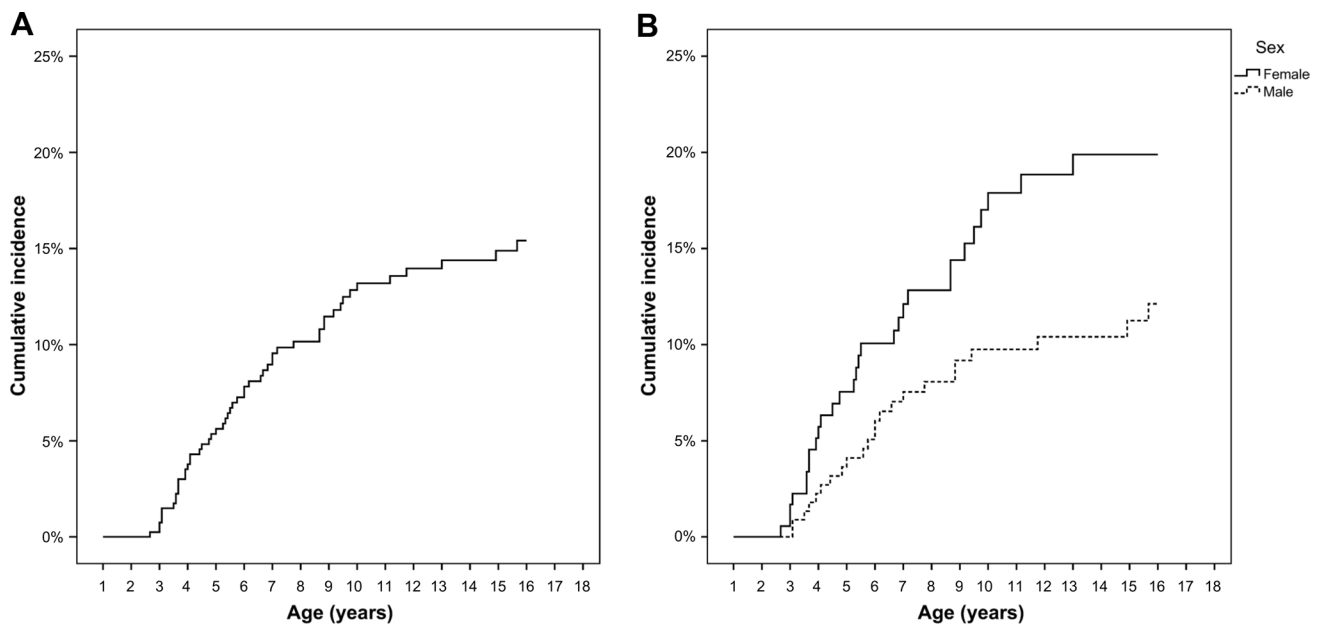 A
25%
20%
15%
10%
5%
0%
Cumulative incidence
1 2 3 4 5 6 7 8 9 10 11 12 13 14 15 16 17 18
Age (years)
B
25%
20%
15%
10%
5%
0%
Cumulative incidence
1 2 3 4 5 6 7 8 9 10 11 12 13 14 15 16 17 18
Age (years)
Sex
Female
Male